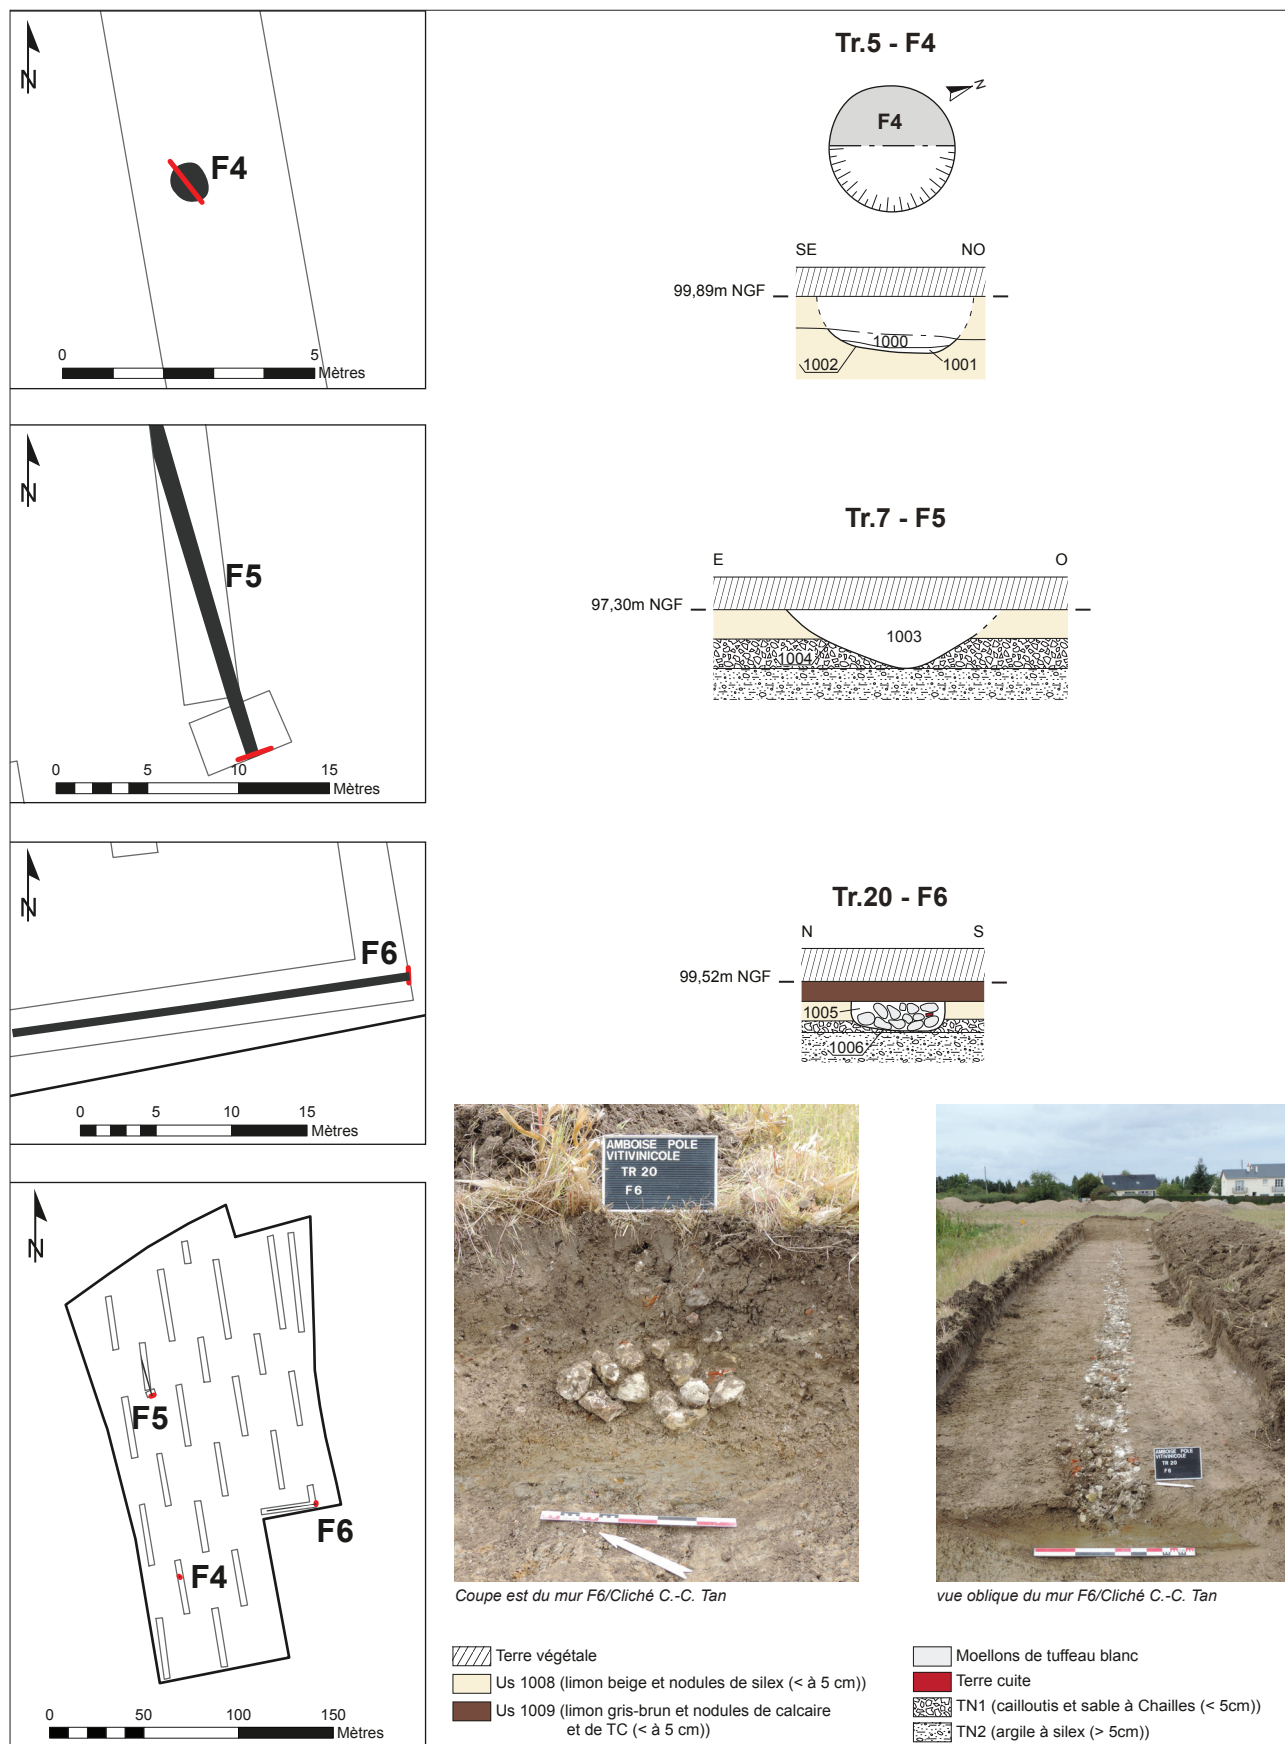 N
F4
0 5
Mètres
Tr.5 - F4
F4
N
SE NO
99,89m NGF
1000
1002
1001
N
F5
0 5 10 15
Mètres
Tr.7 - F5
E O
97,30m NGF
1003
1004
N
F6
0 5 10 15
Mètres
Tr.20 - F6
N S
99,52m NGF
1005
1006
N
F5
F6
F4
0 50 100 150
Mètres
AMBOISE POLE
VITIVINICOLE
TR 20
F6
Coupe est du mur F6/Cliché C.-C. Tan
AMBOISE POLE
VITIVINICOLE
TR 20
F6
vue oblique du mur F6/Cliché C.-C. Tan
Terre végétale
Us 1008 (limon beige et nodules de silex (< à 5 cm))
Us 1009 (limon gris-brun et nodules de calcaire
et de TC (< à 5 cm))
Moellons de tuffeau blanc
Terre cuite
TN1 (cailloutis et sable à Chailles (< 5cm))
TN2 (argile à silex (> 5cm))